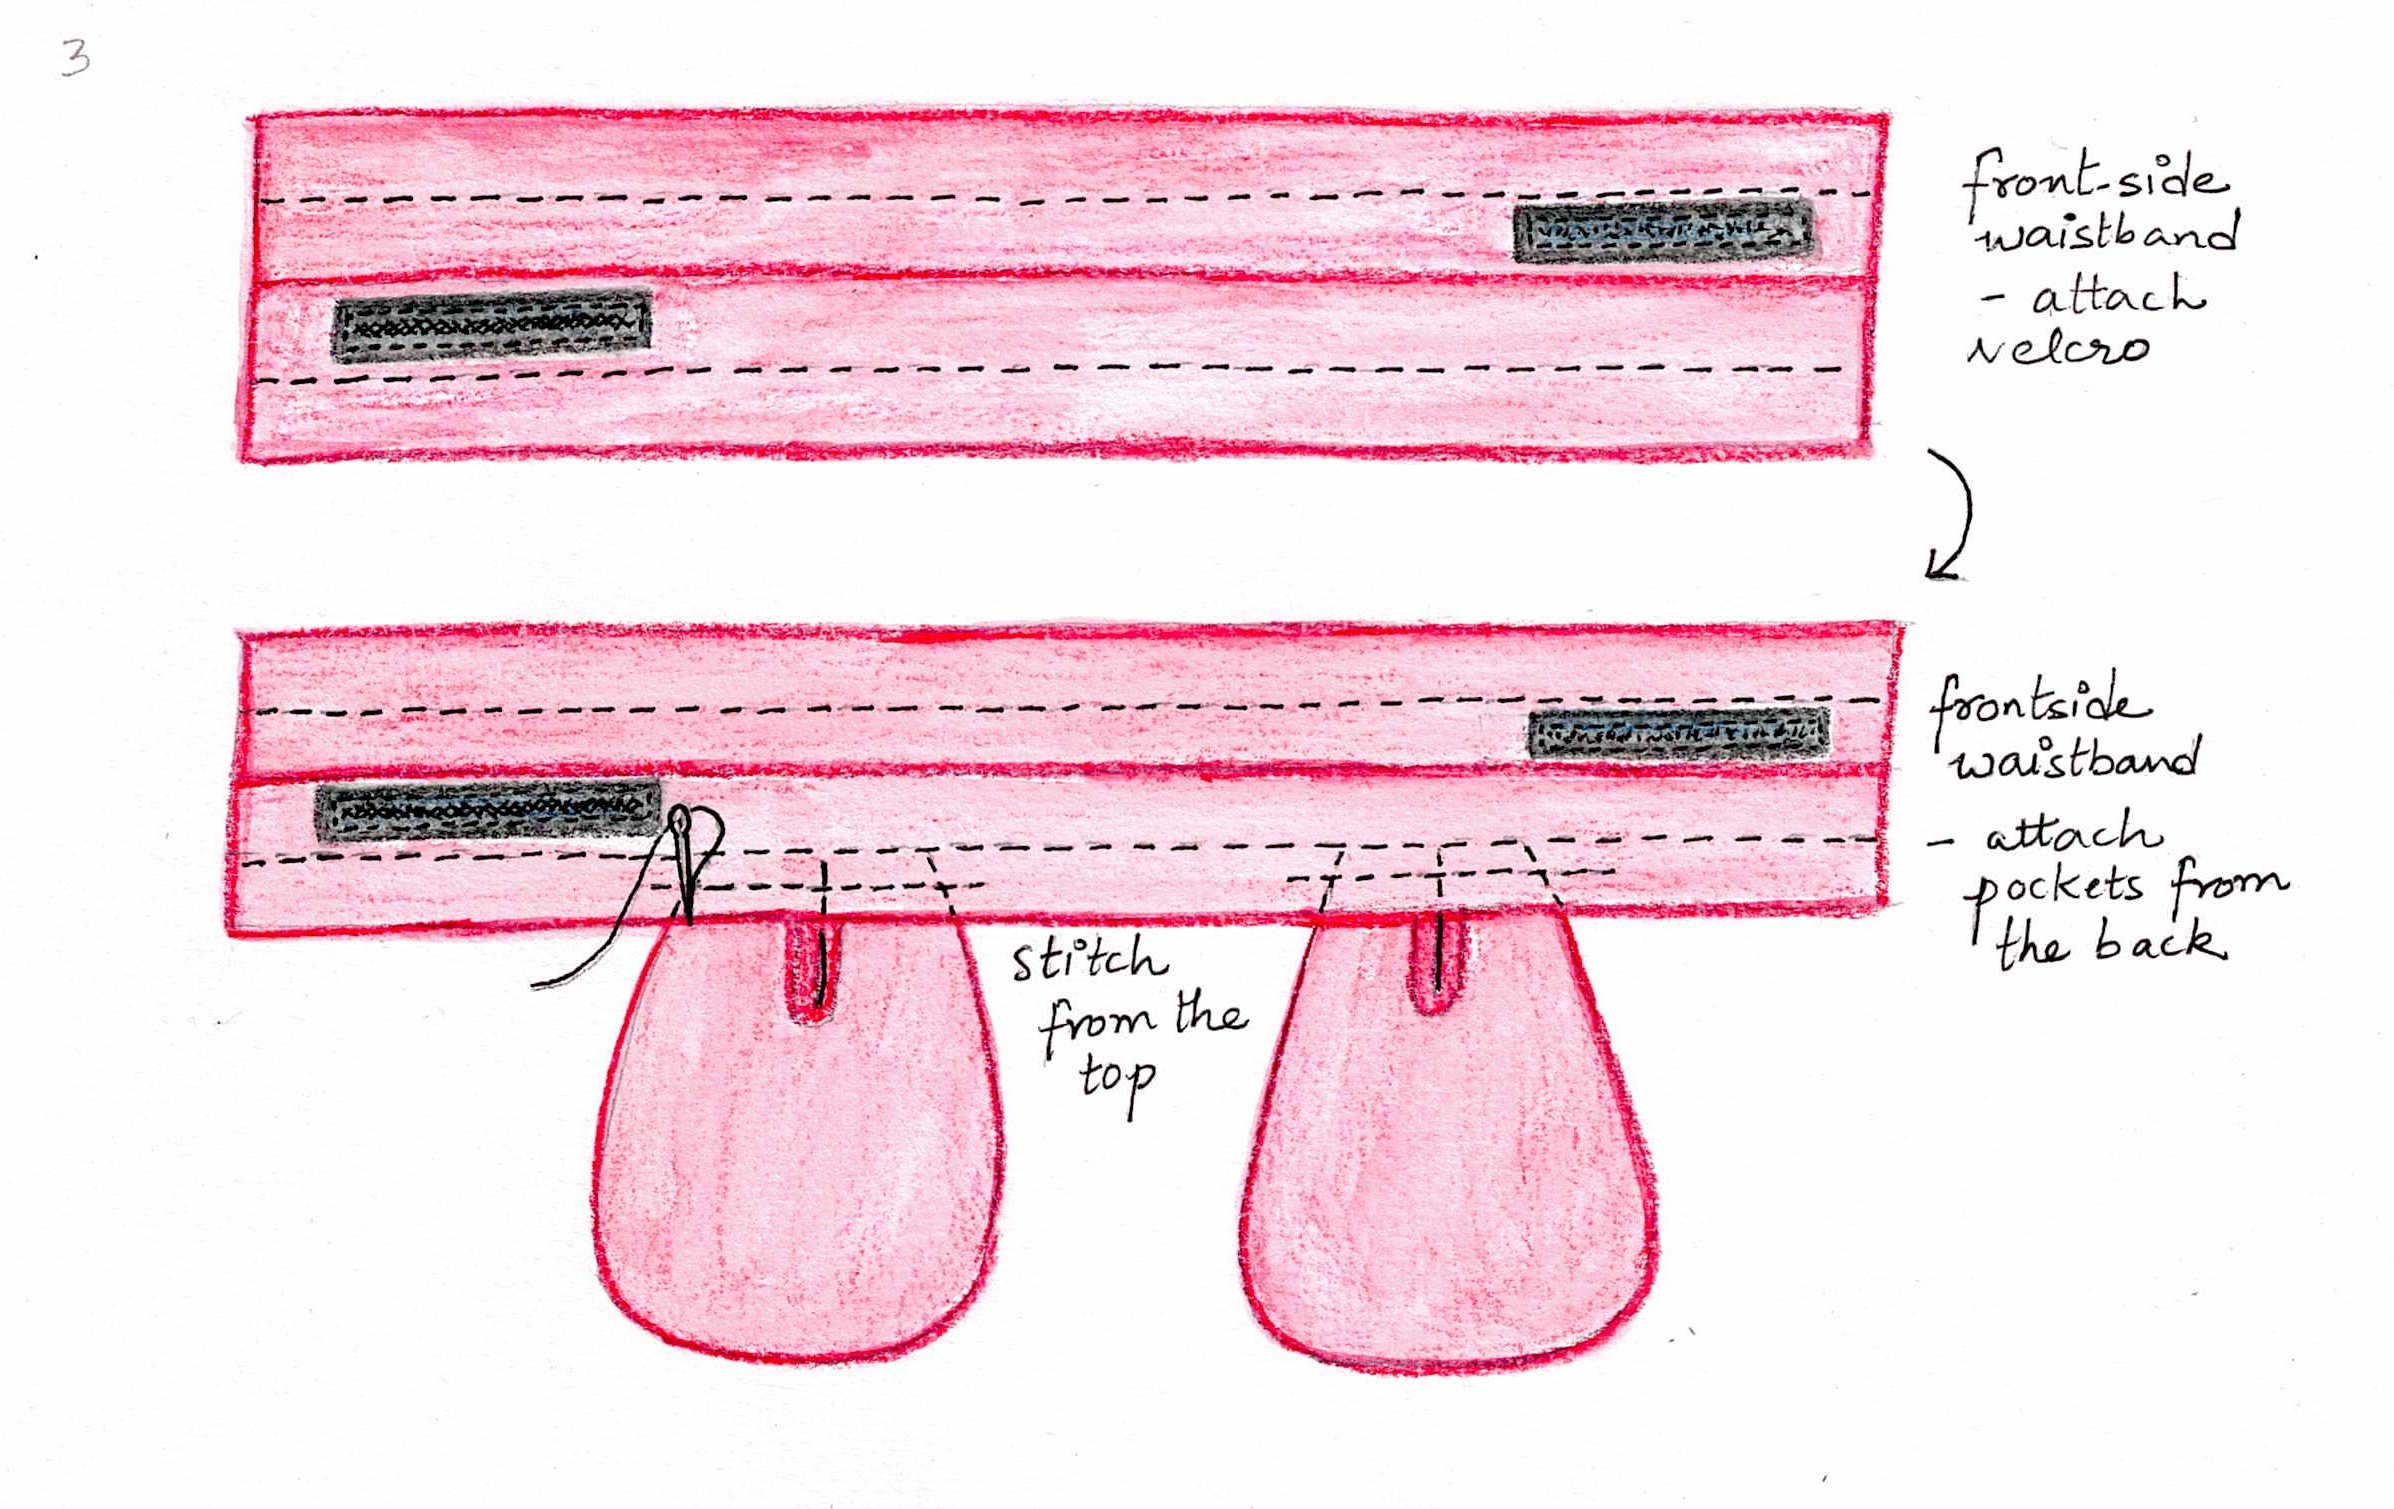 3
front-side
waistband
- attach
velcro
frontside
waistband
- attach
pockets from
the back
stitch
from the
top